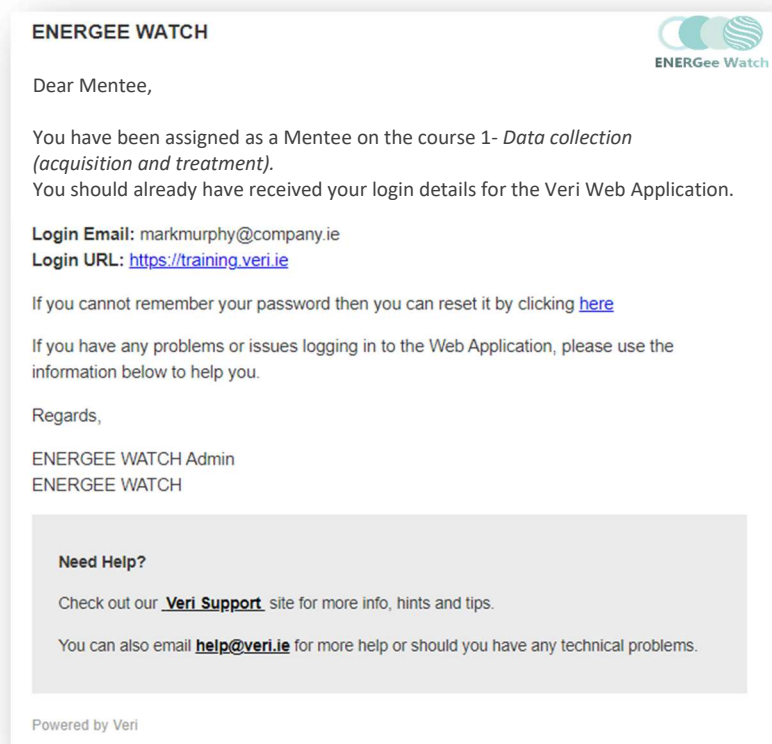 ENERGEE WATCH
ENERGee Watch
Dear Mentee,
You have been assigned as a Mentee on the course 1- Data collection
(acquisition and treatment).
You should already have received your login details for the Veri Web Application.
Login Email: markmurphy@company.ie
Login URL: https://training.veri.ie
If you cannot remember your password then you can reset it by clicking here
If you have any problems or issues logging in to the Web Application, please use the
information below to help you.
Regards,
ENERGEE WATCH Admin
ENERGEE WATCH
Need Help?
Check out our Veri Support site for more info, hints and tips.
You can also email help@veri.ie for more help or should you have any technical problems.
Powered by Veri